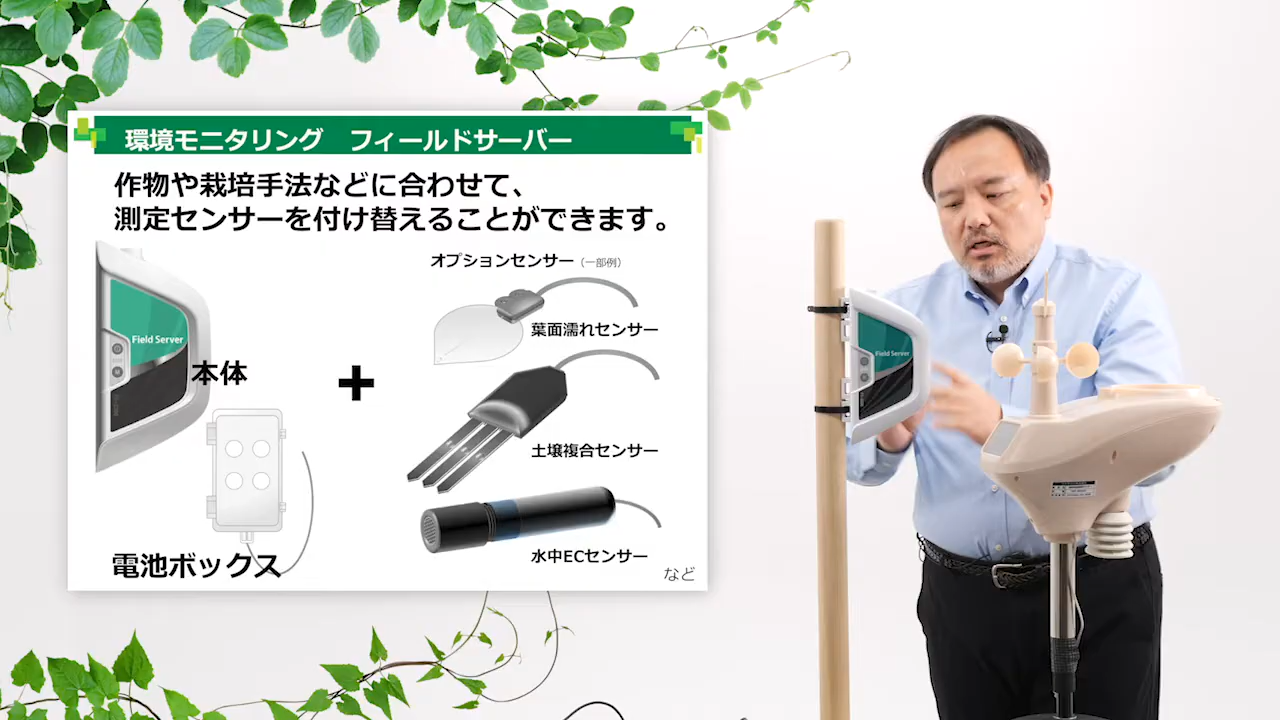 環境モニタリング　フィールドサーバー
作物や栽培手法などに合わせて、
測定センサーを付け替えることができます。
オプションセンサー（一部例）
Field Server
本体
+
葉面濡れセンサー
土壌複合センサー
電池ボックス
水中ECセンサー
など
Field Server